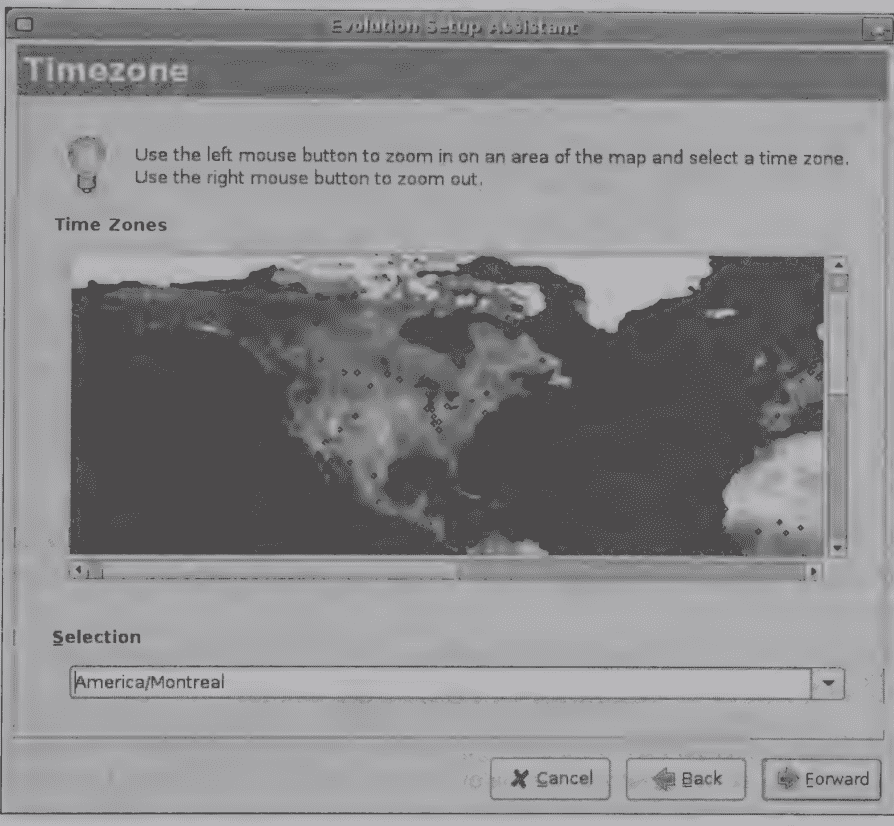 Evolution Setup Assistant
Timezone
Use the left mouse button to zoom in on an area of the map and select a time zone.
Use the right mouse button to zoom out.
Time Zones
Selection
America/Montreal
Cancel
Back
Forward